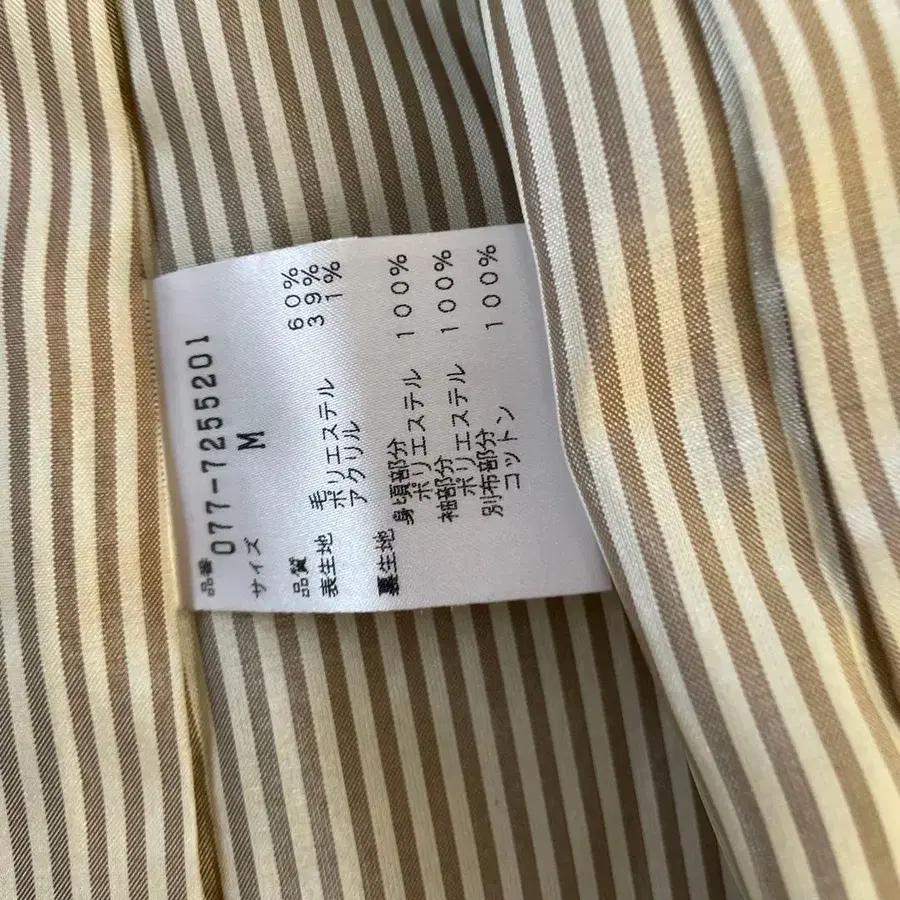 品番
077-7255201
サイズ M
品質
表生地 毛 60%
ポリエステル 39%
アクリル 1%
裏生地 身頃部分
ポリエステル 100%
袖部分
ポリエステル 100%
別布部分
コットン 100%